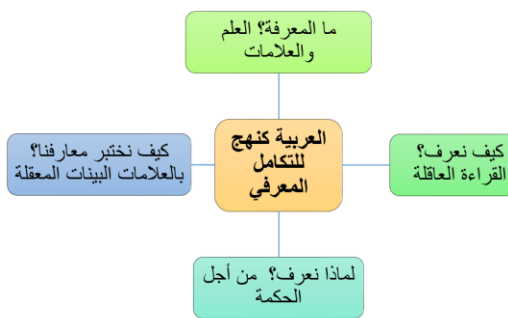 ما المعرفة؟ العلم
والعلامات
العربية كنهج
للتكامل
المعرفي
كيف نعرف؟
القراءة العاقلة
كيف نختبر معارفنا؟
بالعلامات البينات المعقلة
لماذا نعرف؟ من أجل
الحكمة